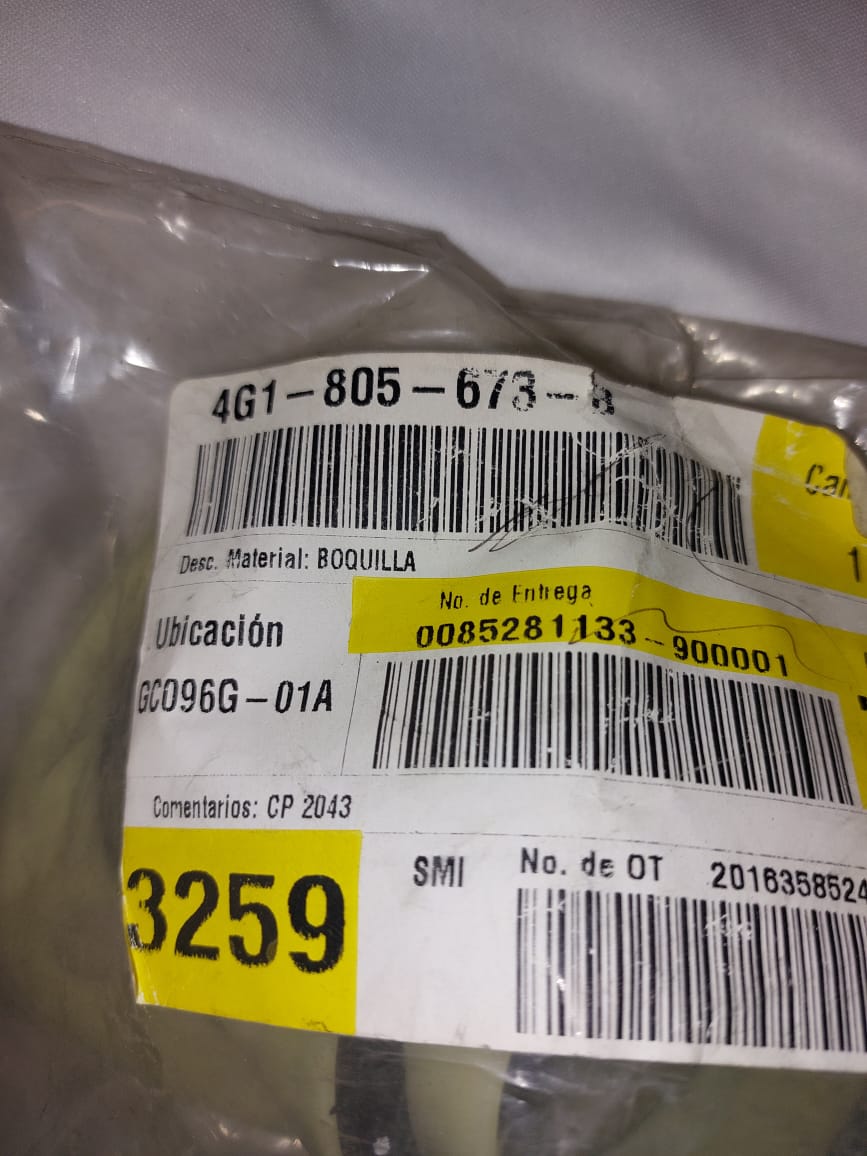 4G1-805-673-
Desc. Material: BOQUILLA
No. de Entrega
Ubicación
0085281133-900001
GC096G-01A
Comentarios: CP 2043
3259
SMI
No. de OT
2016358524
1